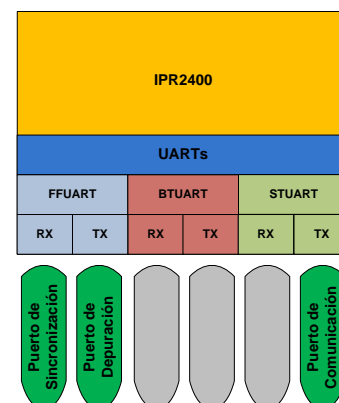 IPR2400
UARTs
FFUART BTUART STUART
RX TX RX TX RX TX
Puerto de
Sincronización
Puerto de
Depuración
Puerto de
Comunicación